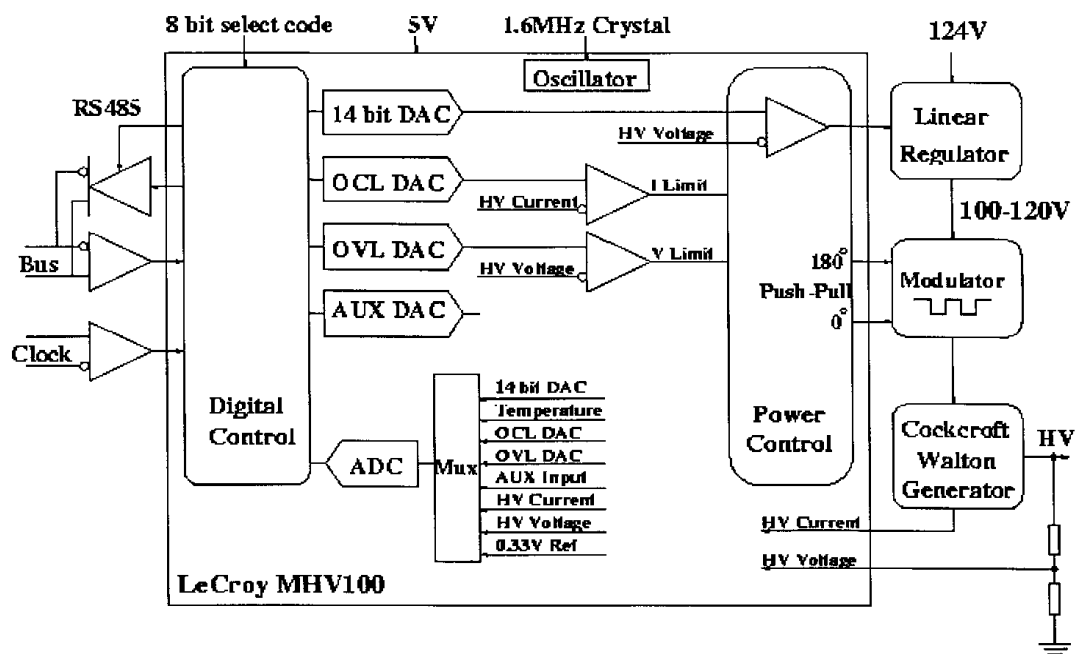 8 bit select code
5V
1.6MHz Crystal
124V
Oscillator
RS485
14 bit DAC
HV Voltage
Linear
Regulator
OCL DAC
HV Current
I Limit
100-120V
OVL DAC
HV Voltage
V Limit
180°
Push-Pull
0°
Modulator
Bus
AUX DAC
Clock
Digital
Control
ADC
Mux
14 bit DAC
Temperature
OCL DAC
OVL DAC
AUX Input
HV Current
HV Voltage
0.33V Ref
Power
Control
Cockcroft
Walton
Generator
HV
HV Current
HV Voltage
LeCroy MHV100